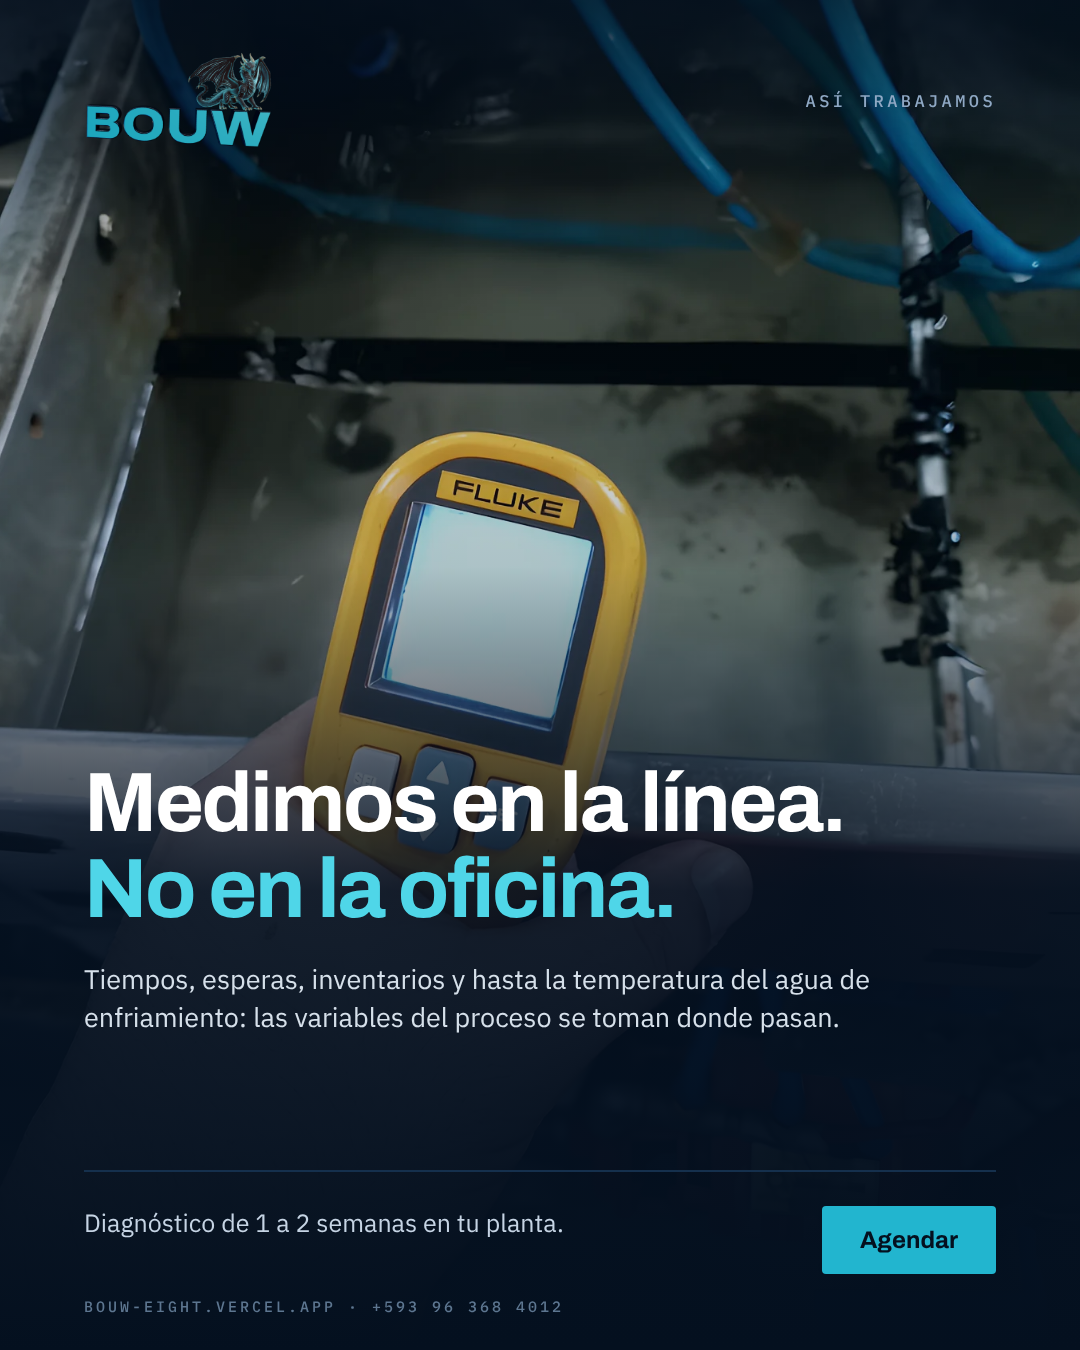 BOUW
ASÍ TRABAJAMOS
FLUKE
SEL
Medimos en la línea.
No en la oficina.
Tiempos, esperas, inventarios y hasta la temperatura del agua de
enfriamiento: las variables del proceso se toman donde pasan.
Diagnóstico de 1 a 2 semanas en tu planta.
Agendar
BOUW-EIGHT.VERCEL.APP · +593 96 368 4012